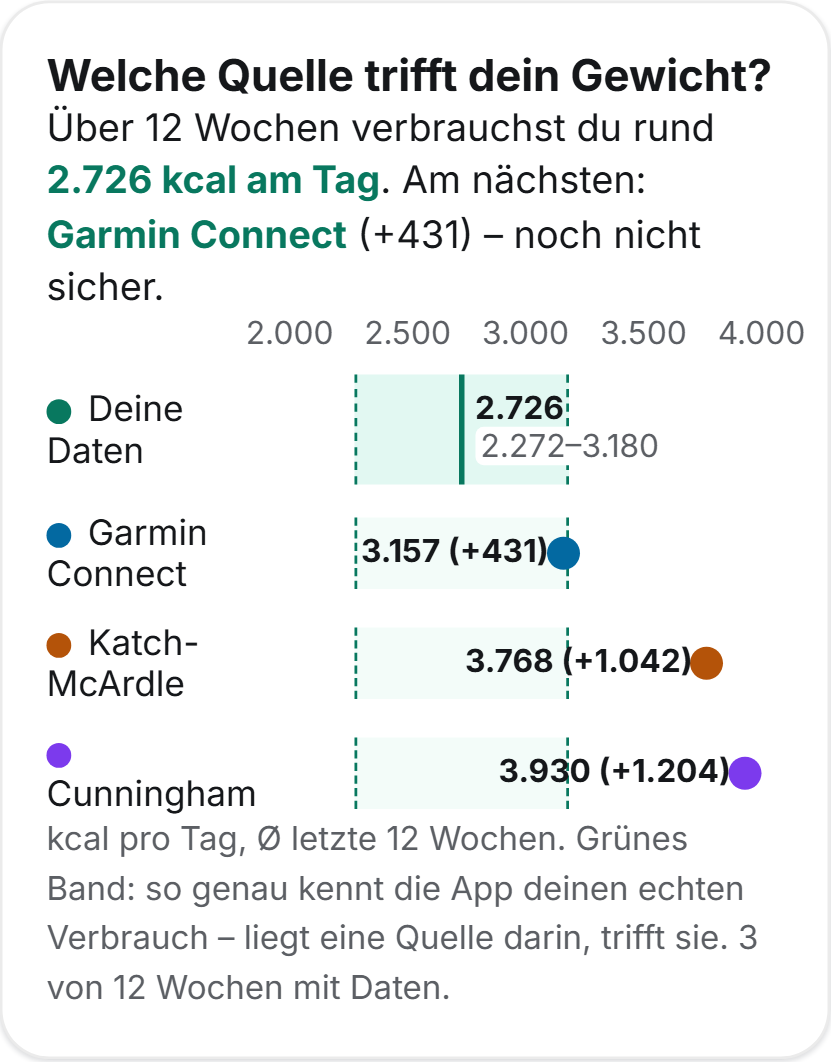 Welche Quelle trifft dein Gewicht?
Über 12 Wochen verbrauchst du rund
2.726 kcal am Tag. Am nächsten:
Garmin Connect (+431) – noch nicht
sicher.
2.000 2.500 3.000 3.500 4.000
Deine
Daten
2.726
2.272–3.180
Garmin
Connect
3.157 (+431)
Katch-
McArdle
3.768 (+1.042)
Cunningham
3.930 (+1.204)
kcal pro Tag, Ø letzte 12 Wochen. Grünes
Band: so genau kennt die App deinen echten
Verbrauch – liegt eine Quelle darin, trifft sie. 3
von 12 Wochen mit Daten.